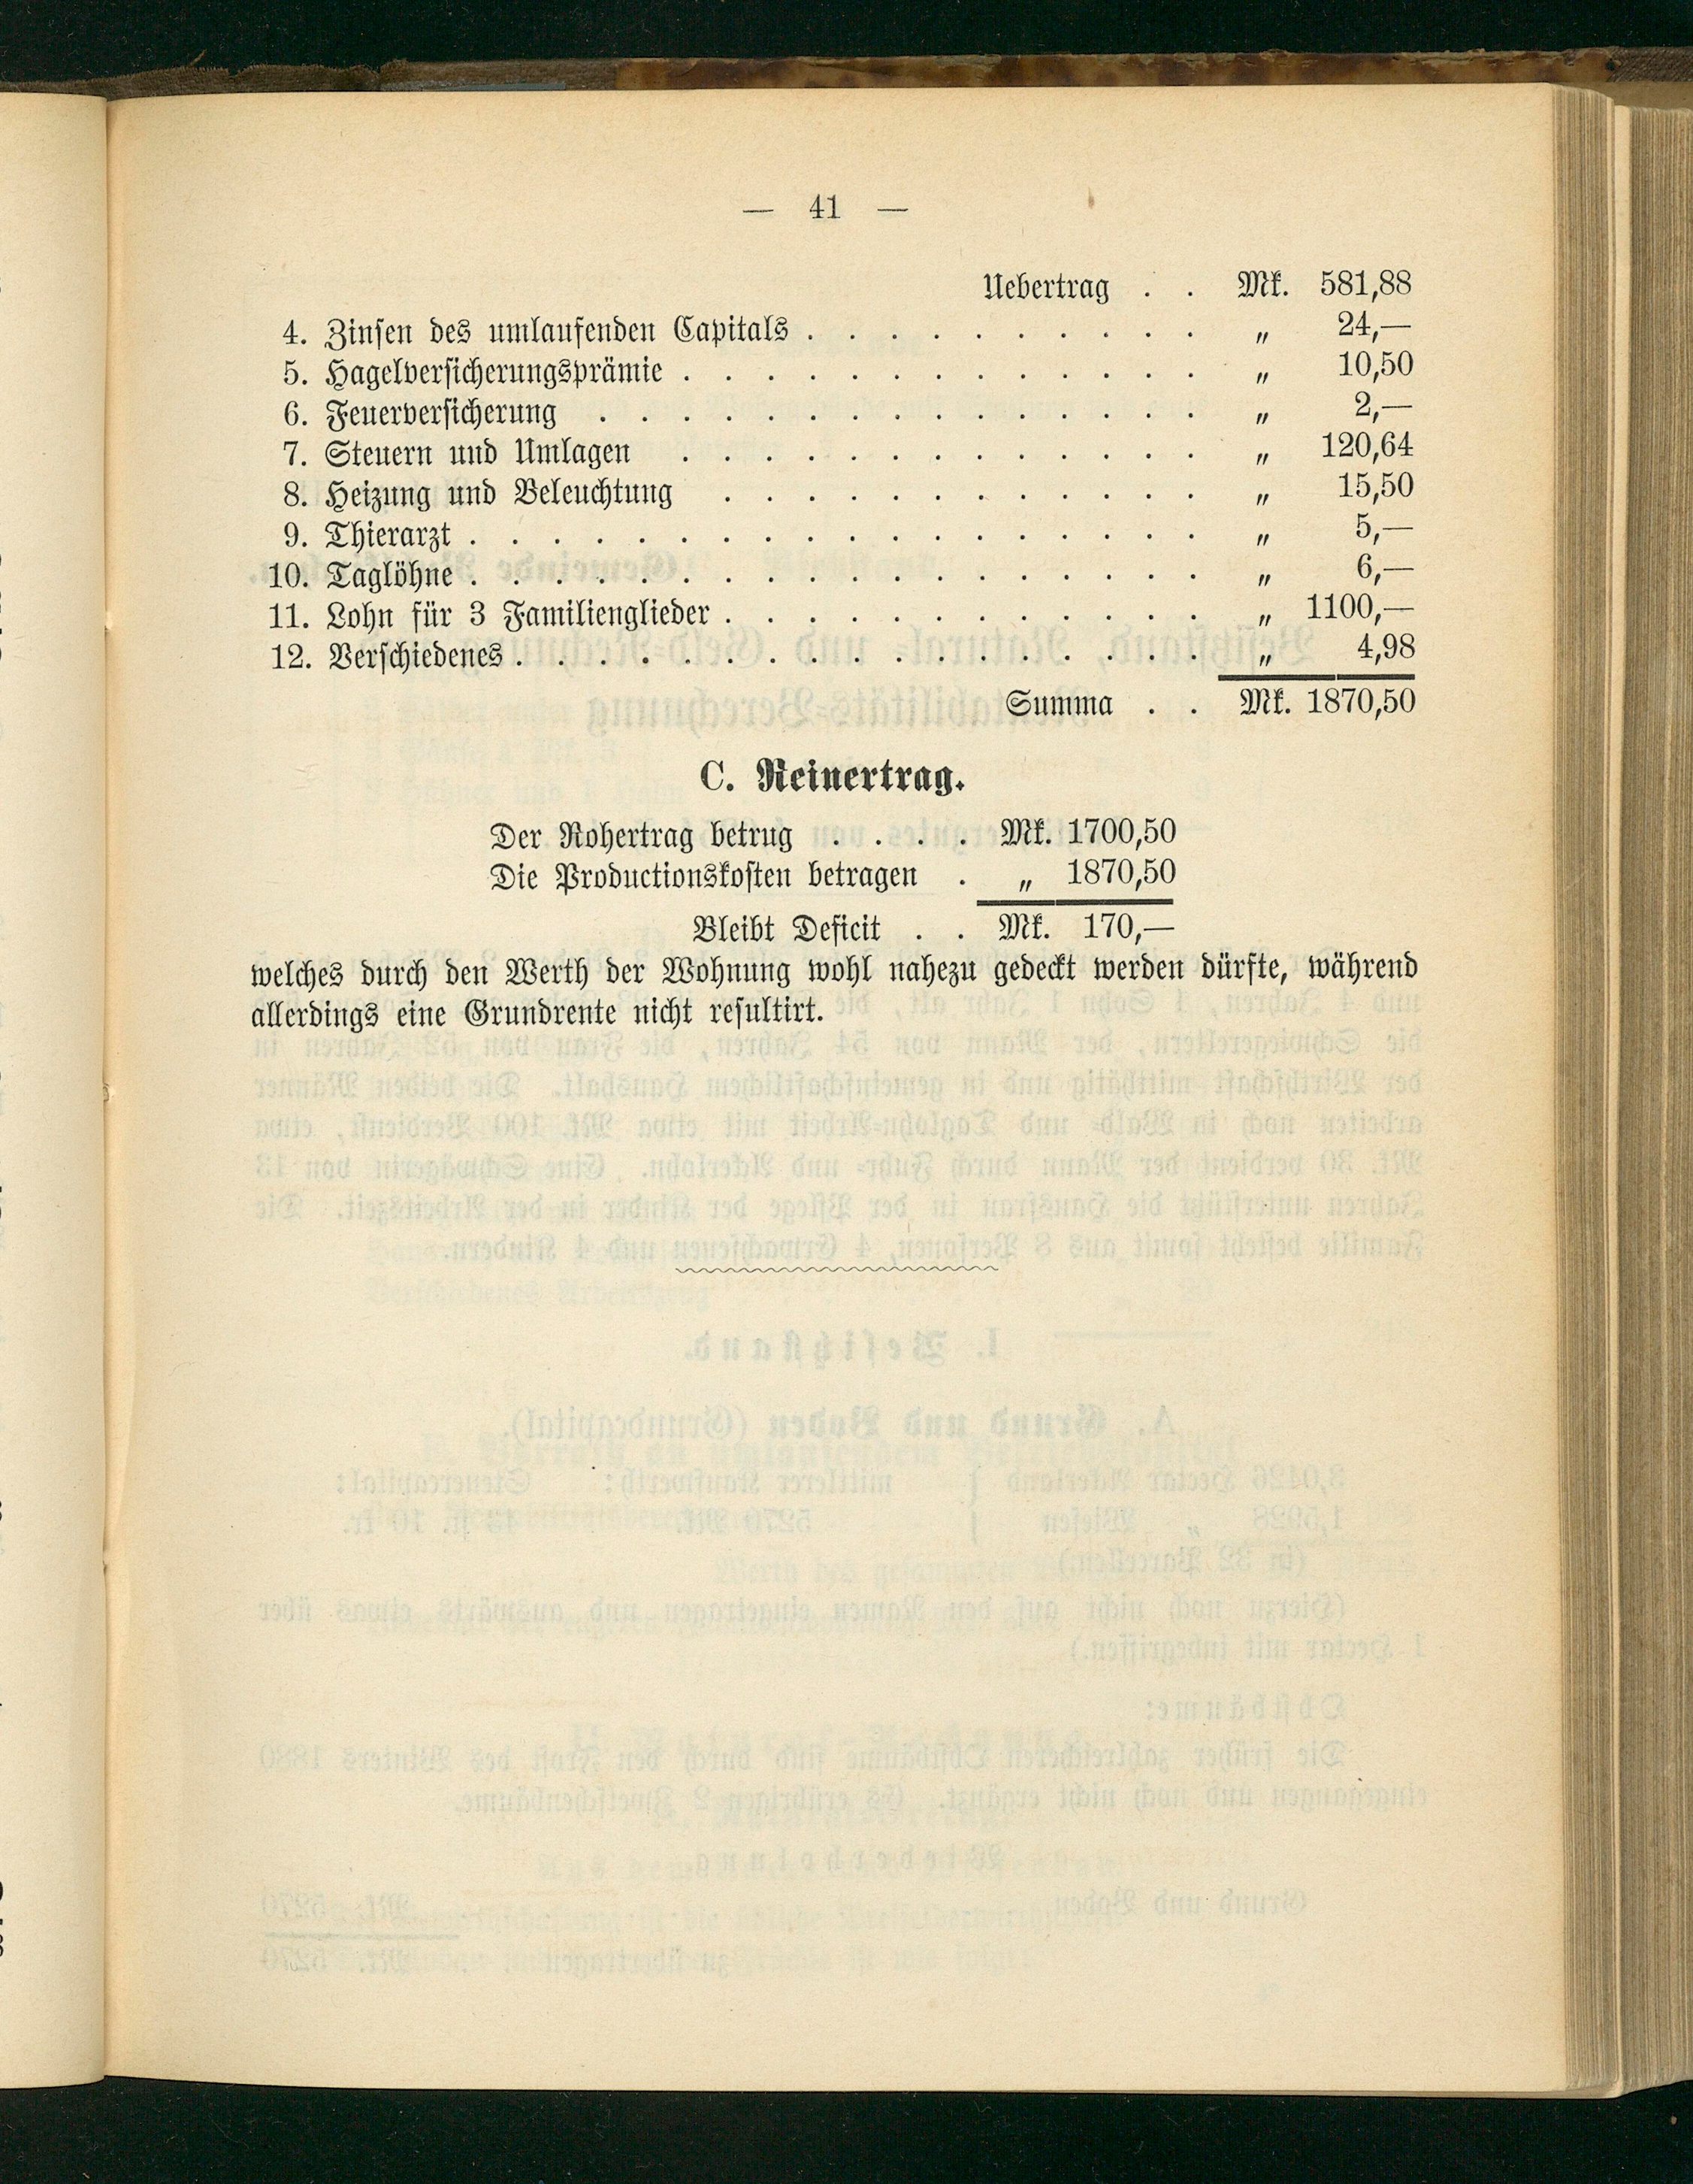 — 41 —
Uebertrag . . Mk. 581,88
4. Zinsen des umlaufenden Capitals . . . . . . . . . . „ 24,—
5. Hagelversicherungsprämie . . . . . . . . . . . . . „ 10,50
6. Feuerversicherung . . . . . . . . . . . . . . . „ 2,—
7. Steuern und Umlagen . . . . . . . . . . . . . „ 120,64
8. Heizung und Beleuchtung . . . . . . . . . . . . „ 15,50
9. Thierarzt . . . . . . . . . . . . . . . . . . „ 5,—
10. Taglöhne . . . . . . . . . . . . . . . . . . „ 6,—
11. Lohn für 3 Familienglieder . . . . . . . . . . . . „ 1100,—
12. Verschiedenes . . . . . . . . . . . . . . . . . „ 4,98
Summa . . Mk. 1870,50
C. Reinertrag.
Der Rohertrag betrug . . . . Mk. 1700,50
Die Productionskosten betragen . „ 1870,50
Bleibt Deficit . . Mk. 170,—
welches durch den Werth der Wohnung wohl nahezu gedeckt werden dürfte, während
allerdings eine Grundrente nicht resultirt.